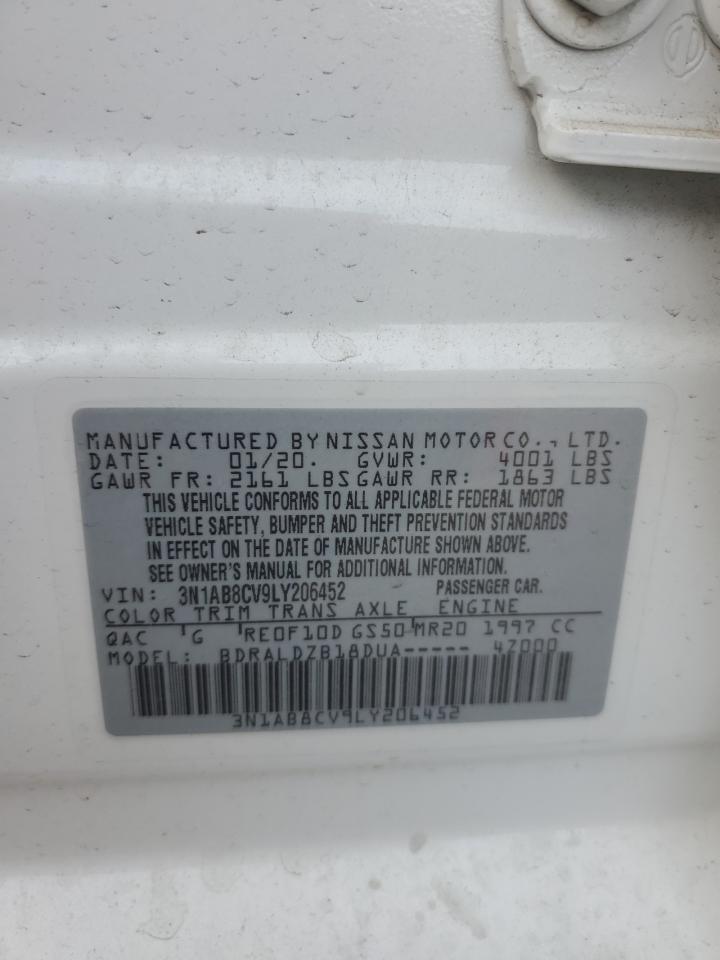 MANUFACTURED BY NISSAN MOTOR CO., LTD.
DATE: 01/20. GVWR: 4001 LBS
GAWR FR: 2161 LBS GAWR RR: 1863 LBS
THIS VEHICLE CONFORMS TO ALL APPLICABLE FEDERAL MOTOR
VEHICLE SAFETY, BUMPER AND THEFT PREVENTION STANDARDS
IN EFFECT ON THE DATE OF MANUFACTURE SHOWN ABOVE.
SEE OWNER'S MANUAL FOR ADDITIONAL INFORMATION.
VIN: 3N1AB8CV9LY206452 PASSENGER CAR.
COLOR TRIM TRANS AXLE ENGINE
QAC G RE0F10D GS50 MR20 1997 CC
MODEL: BDRALDZB18DUA----- 4Z000
3N1AB8CV9LY206452